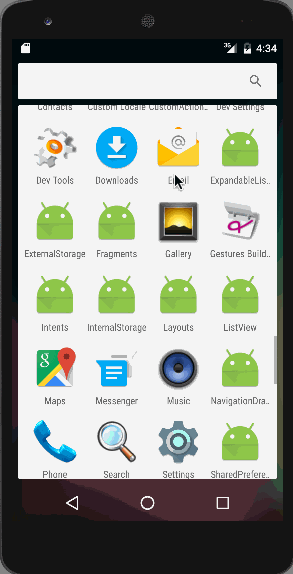 3G 4:34
Contacts Custom Locale CustomAction.. Dev Settings
Dev Tools Downloads Email ExpandableLis..
ExternalStorage Fragments Gallery Gestures Build..
Intents InternalStorage Layouts ListView
Maps Messenger Music NavigationDra..
Phone Search Settings SharedPrefere..